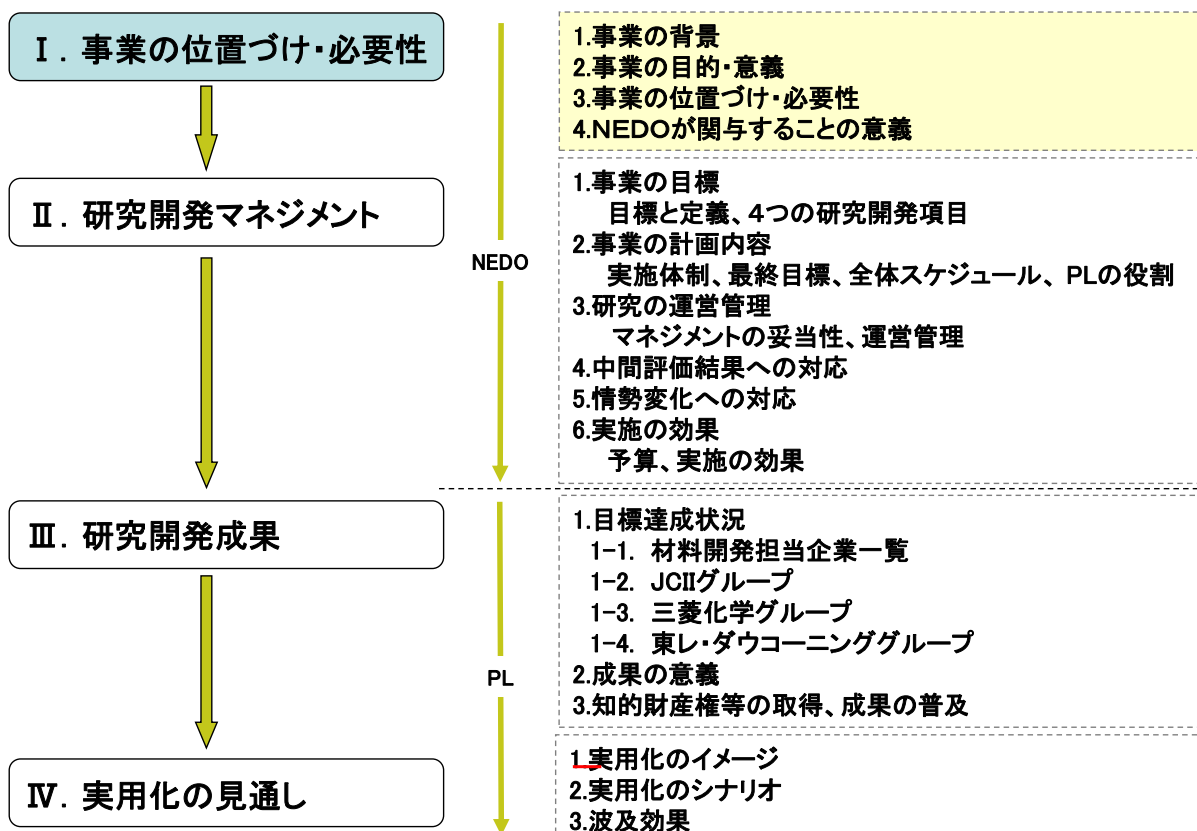 Ⅰ. 事業の位置づけ・必要性
1.事業の背景
2.事業の目的・意義
3.事業の位置づけ・必要性
4.NEDOが関与することの意義
Ⅱ. 研究開発マネジメント
1.事業の目標
目標と定義、4つの研究開発項目
2.事業の計画内容
実施体制、最終目標、全体スケジュール、PLの役割
3.研究の運営管理
マネジメントの妥当性、運営管理
4.中間評価結果への対応
5.情勢変化への対応
6.実施の効果
予算、実施の効果
NEDO
Ⅲ. 研究開発成果
1.目標達成状況
1-1. 材料開発担当企業一覧
1-2. JCIIグループ
1-3. 三菱化学グループ
1-4. 東レ・ダウコーニンググループ
2.成果の意義
3.知的財産権等の取得、成果の普及
PL
Ⅳ. 実用化の見通し
1.実用化のイメージ
2.実用化のシナリオ
3.波及効果